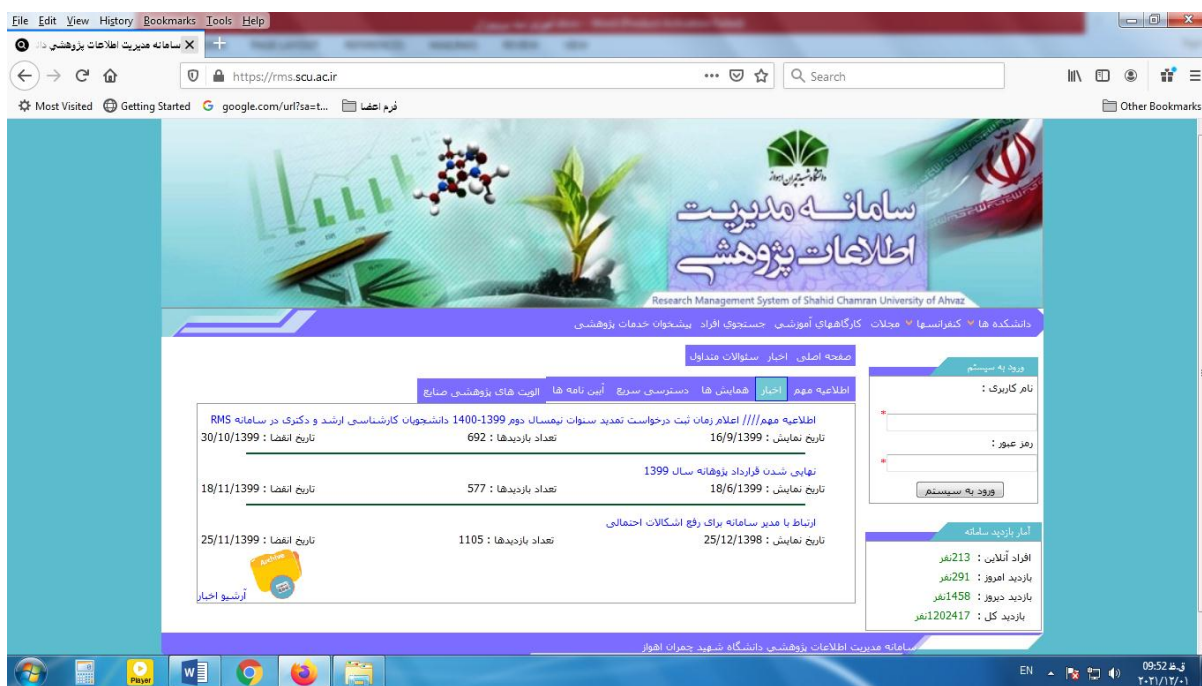 File Edit View History Bookmarks Tools Help
سامانه مدیریت اطلاعات پژوهشی دا
https://rms.scu.ac.ir
Search
Most Visited Getting Started google.com/url?sa=t... فرم اعضا Other Bookmarks
سامانه مدیریت
اطلاعات پژوهشی
Research Management System of Shahid Chamran University of Ahvaz
دانشکده ها کنفرانسها مجلات کارگاههای آموزشی جستجوی افراد پیشخوان خدمات پژوهشی
صفحه اصلی اخبار سئوالات متداول
اطلاعیه مهم اخبار همایش ها دسترسی سریع آیین نامه ها الویت های پژوهشی صنایع
اطلاعیه مهم//// اعلام زمان ثبت درخواست تمدید سنوات نیمسال دوم 1399-1400 دانشجویان کارشناسی ارشد و دکتری در سامانه RMS
تاریخ نمایش : 16/9/1399 تعداد بازدیدها : 692 تاریخ انقضا : 30/10/1399
نهایی شدن قرارداد پژوهانه سال 1399
تاریخ نمایش : 18/6/1399 تعداد بازدیدها : 577 تاریخ انقضا : 18/11/1399
ارتباط با مدیر سامانه برای رفع اشکالات احتمالی
تاریخ نمایش : 25/12/1398 تعداد بازدیدها : 1105 تاریخ انقضا : 25/11/1399
Archive
آرشیو اخبار
ورود به سیستم
نام کاربری :
*
رمز عبور :
*
ورود به سیستم
آمار بازدید سامانه
افراد آنلاین : 213نفر
بازدید امروز : 291نفر
بازدید دیروز : 1458نفر
بازدید کل : 1202417نفر
سامانه مدیریت اطلاعات پژوهشی دانشگاه شهید چمران اهواز
Player
EN
09:52 ق.ظ
۲۰۲۱/۱۲/۰۱